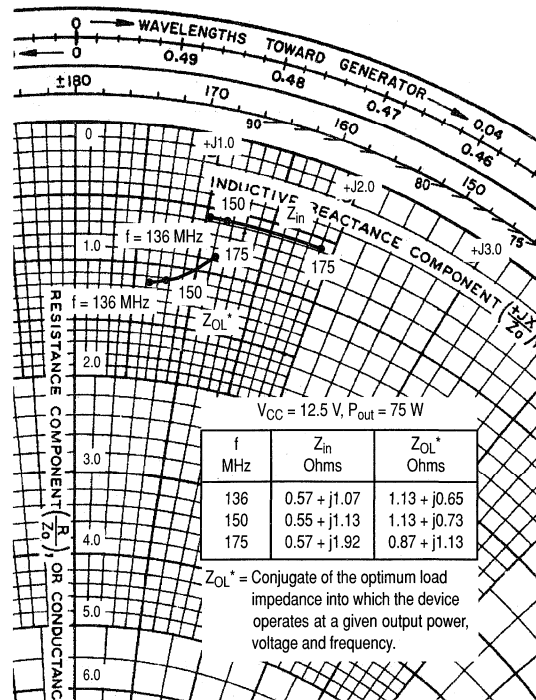 0 WAVELENGTHS TOWARD GENERATOR 0.04
0 0.49 0.48 0.47 0.46
±180 170 160 150
90 80 75
0 +J1.0 +J2.0 +J3.0
INDUCTIVE REACTANCE COMPONENT (+JX/Zo),
150 Zin
f = 136 MHz 175 175
1.0
f = 136 MHz 150
ZOL*
2.0
3.0
4.0
5.0
6.0
RESISTANCE COMPONENT (R/Zo), OR CONDUCTANC
VCC = 12.5 V, Pout = 75 W
f MHz Zin Ohms ZOL* Ohms
136 0.57 + j1.07 1.13 + j0.65
150 0.55 + j1.13 1.13 + j0.73
175 0.57 + j1.92 0.87 + j1.13
ZOL* = Conjugate of the optimum load
impedance into which the device
operates at a given output power,
voltage and frequency.